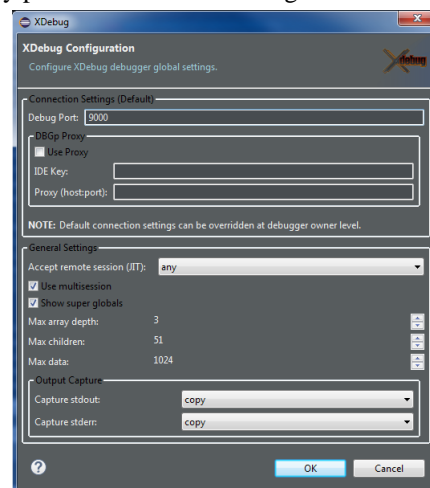 XDebug
XDebug Configuration
Configure XDebug debugger global settings.
Xdebug
Connection Settings (Default)
Debug Port: 9000
DBGp Proxy
Use Proxy
IDE Key:
Proxy (host:port):
NOTE: Default connection settings can be overridden at debugger owner level.
General Settings
Accept remote session (JIT): any
Use multisession
Show super globals
Max array depth: 3
Max children: 51
Max data: 1024
Output Capture
Capture stdout: copy
Capture stderr: copy
? OK Cancel